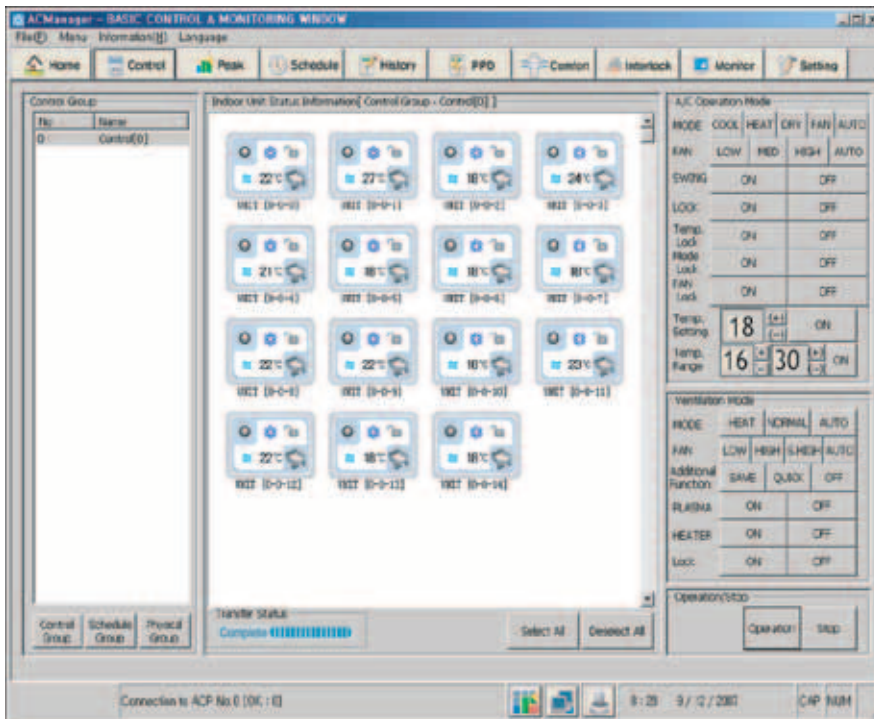 ACManager - BASIC CONTROL & MONITORING WINDOW
File(F) Menu Information(H) Language
Home Control Peak Schedule History PPD Comfort Interlock Monitor Setting
Control Group
No Name
0 Control[0]
Indoor Unit Status Information[ Control Group - Control[0] ]
22℃ 27℃ 18℃ 24℃
UNIT [0-0-0] UNIT [0-0-1] UNIT [0-0-2] UNIT [0-0-3]
21℃ 18℃ 18℃ 18℃
UNIT [0-0-4] UNIT [0-0-5] UNIT [0-0-6] UNIT [0-0-7]
22℃ 22℃ 18℃ 23℃
UNIT [0-0-8] UNIT [0-0-9] UNIT [0-0-10] UNIT [0-0-11]
22℃ 18℃ 18℃
UNIT [0-0-12] UNIT [0-0-13] UNIT [0-0-14]
Transfer Status
Complete
Select All Deselect All
Control Group Schedule Group Physical Group
A/C Operation Mode
MODE COOL HEAT DRY FAN AUTO
FAN LOW MED HIGH AUTO
SWING ON OFF
LOCK ON OFF
Temp. Lock ON OFF
Mode Lock ON OFF
FAN Lock ON OFF
Temp. Setting 18 (+) (-) ON
Temp. Range 16 + - 30 (+) (-) ON
Ventilation Mode
MODE HEAT NORMAL AUTO
FAN LOW HIGH S.HIGH AUTO
Additional Function SAVE QUICK OFF
PLASMA ON OFF
HEATER ON OFF
Lock ON OFF
Operation/Stop
Operation Stop
Connection to ACP No.0 [OK : 0]
CAP NUM